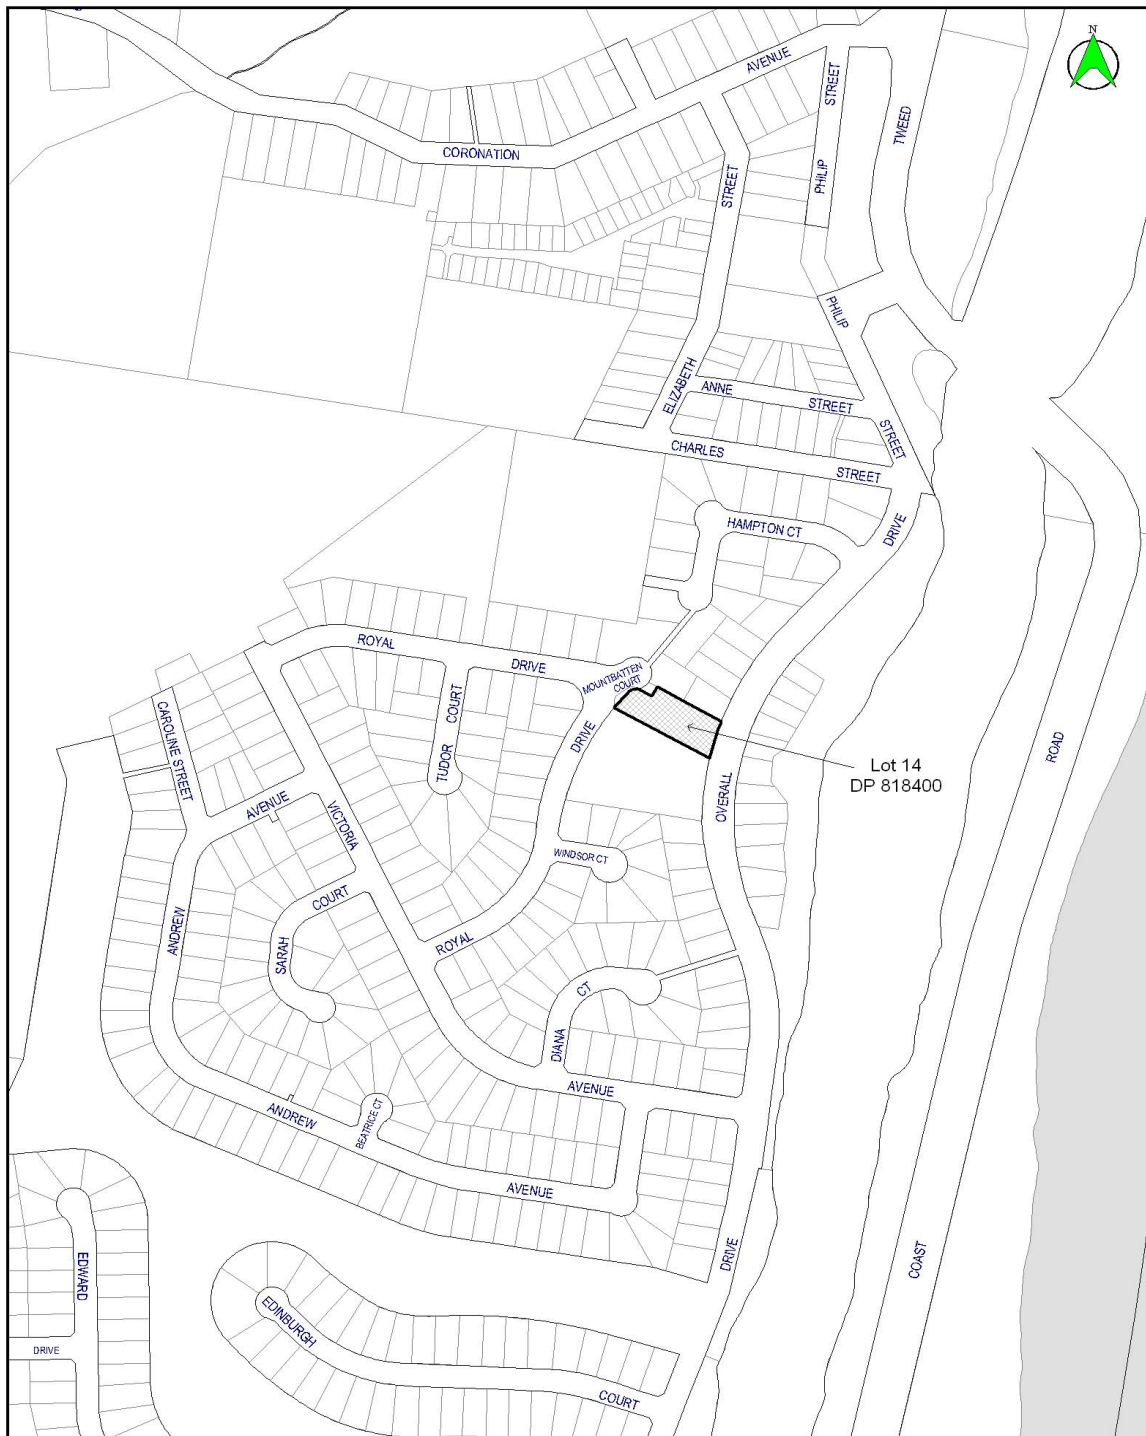 N
AVENUE
STREET
TWEED
CORONATION
PHILIP
STREET
PHILIP
ELIZABETH
ANNE
STREET
STREET
CHARLES
STREET
HAMPTON CT
DRIVE
ROYAL
DRIVE
MOUNTBATTEN
COURT
COURT
TUDOR
DRIVE
CAROLINE STREET
ROAD
Lot 14
DP 818400
OVERALL
AVENUE
VICTORIA
WINDSOR CT
COURT
ANDREW
SARAH
ROYAL
CT
DIANA
AVENUE
ANDREW
BEATRICE CT
AVENUE
DRIVE
COAST
EDWARD
EDINBURGH
DRIVE
COURT